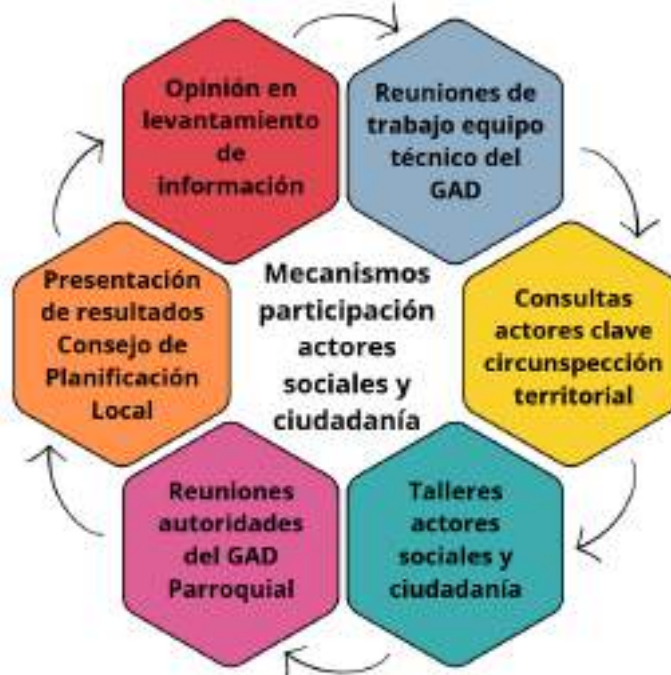 Opinión en
levantamiento
de
información
Reuniones de
trabajo equipo
técnico del
GAD
Consultas
actores clave
circunspección
territorial
Talleres
actores
sociales y
ciudadanía
Reuniones
autoridades
del GAD
Parroquial
Presentación
de resultados
Consejo de
Planificación
Local
Mecanismos
participación
actores
sociales y
ciudadanía